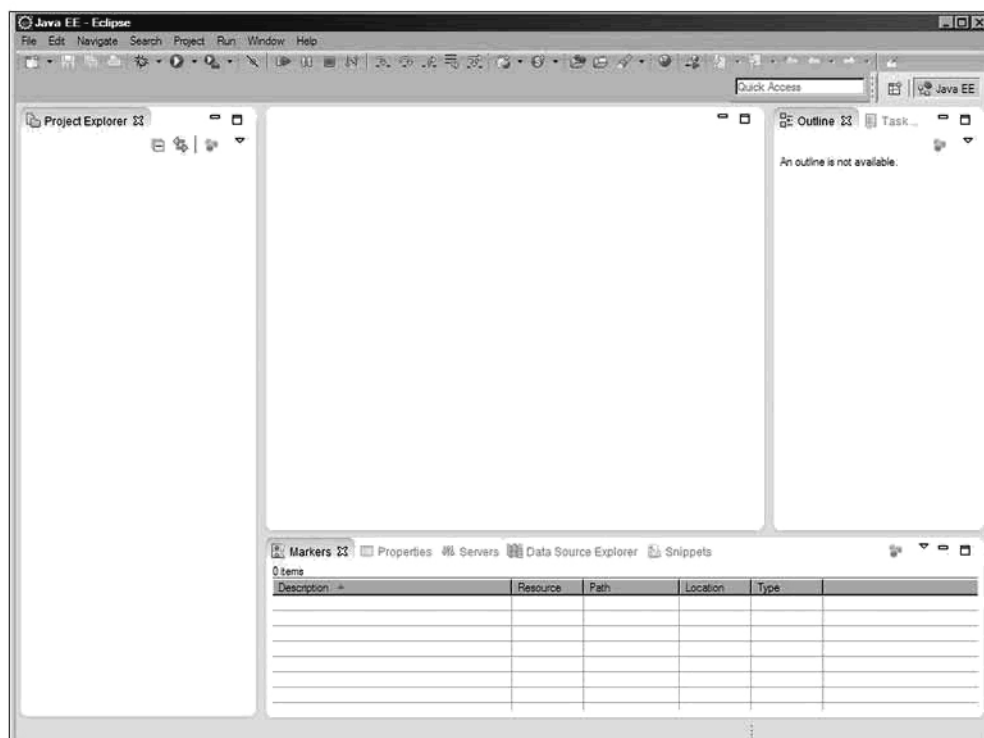 Java EE - Eclipse
File Edit Navigate Search Project Run Window Help
Quick Access
Java EE
Project Explorer
Outline Task...
An outline is not available.
Markers Properties Servers Data Source Explorer Snippets
0 items
Description Resource Path Location Type